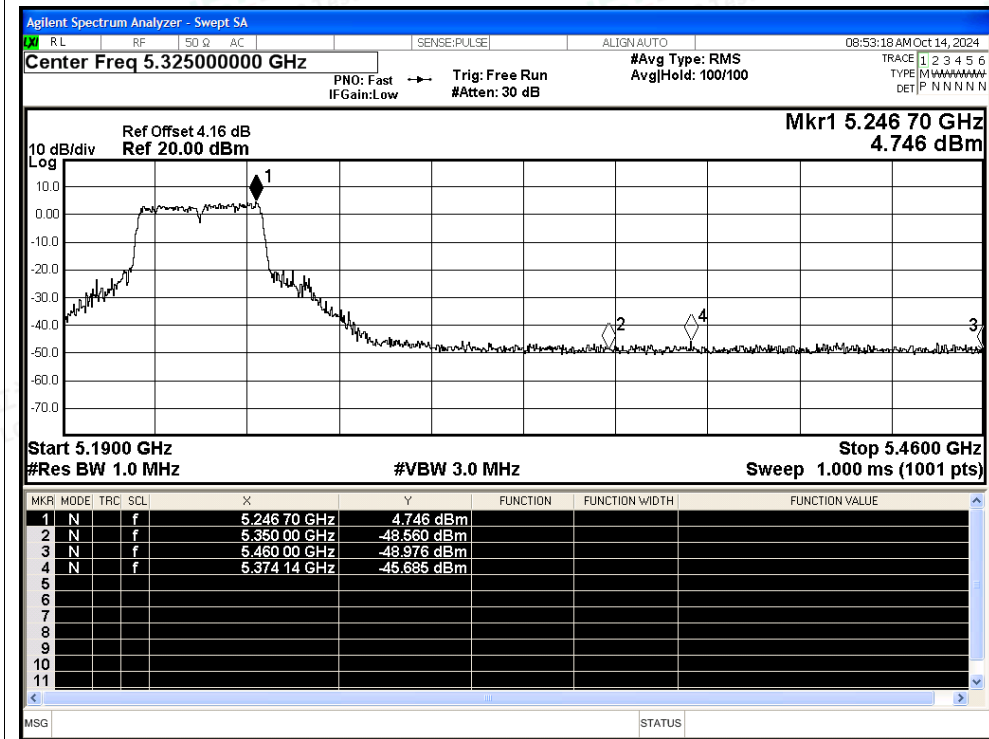 Agilent Spectrum Analyzer - Swept SA
LXI RL RF 50 Ω AC SENSE:PULSE ALIGN AUTO 08:53:18 AM Oct 14, 2024
Center Freq 5.325000000 GHz #Avg Type: RMS TRACE 1 2 3 4 5 6
PNO: Fast Trig: Free Run Avg|Hold: 100/100 TYPE M
IFGain:Low #Atten: 30 dB DET P N N N N N
Mkr1 5.246 70 GHz
Ref Offset 4.16 dB 4.746 dBm
10 dB/div Ref 20.00 dBm
Log
1
10.0
0.00
-10.0
-20.0
-30.0
-40.0 2 4 3
-50.0
-60.0
-70.0
Start 5.1900 GHz Stop 5.4600 GHz
#Res BW 1.0 MHz #VBW 3.0 MHz Sweep 1.000 ms (1001 pts)
MKR MODE TRC SCL X Y FUNCTION FUNCTION WIDTH FUNCTION VALUE
1 N f 5.246 70 GHz 4.746 dBm
2 N f 5.350 00 GHz -48.560 dBm
3 N f 5.460 00 GHz -48.976 dBm
4 N f 5.374 14 GHz -45.685 dBm
5
6
7
8
9
10
11
MSG STATUS